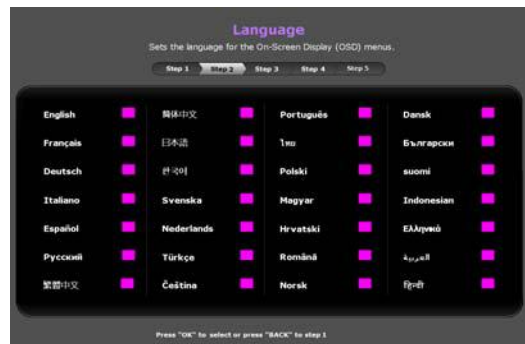 Language
Sets the language for the On-Screen Display (OSD) menus.
Step 1 Step 2 Step 3 Step 4 Step 5
English 简体中文 Português Dansk
Français 日本語 ไทย Български
Deutsch 한국어 Polski suomi
Italiano Svenska Magyar Indonesian
Español Nederlands Hrvatski Ελληνικά
Русский Türkçe Română العربية
繁體中文 Čeština Norsk हिन्दी
Press "OK" to select or press "BACK" to step 1